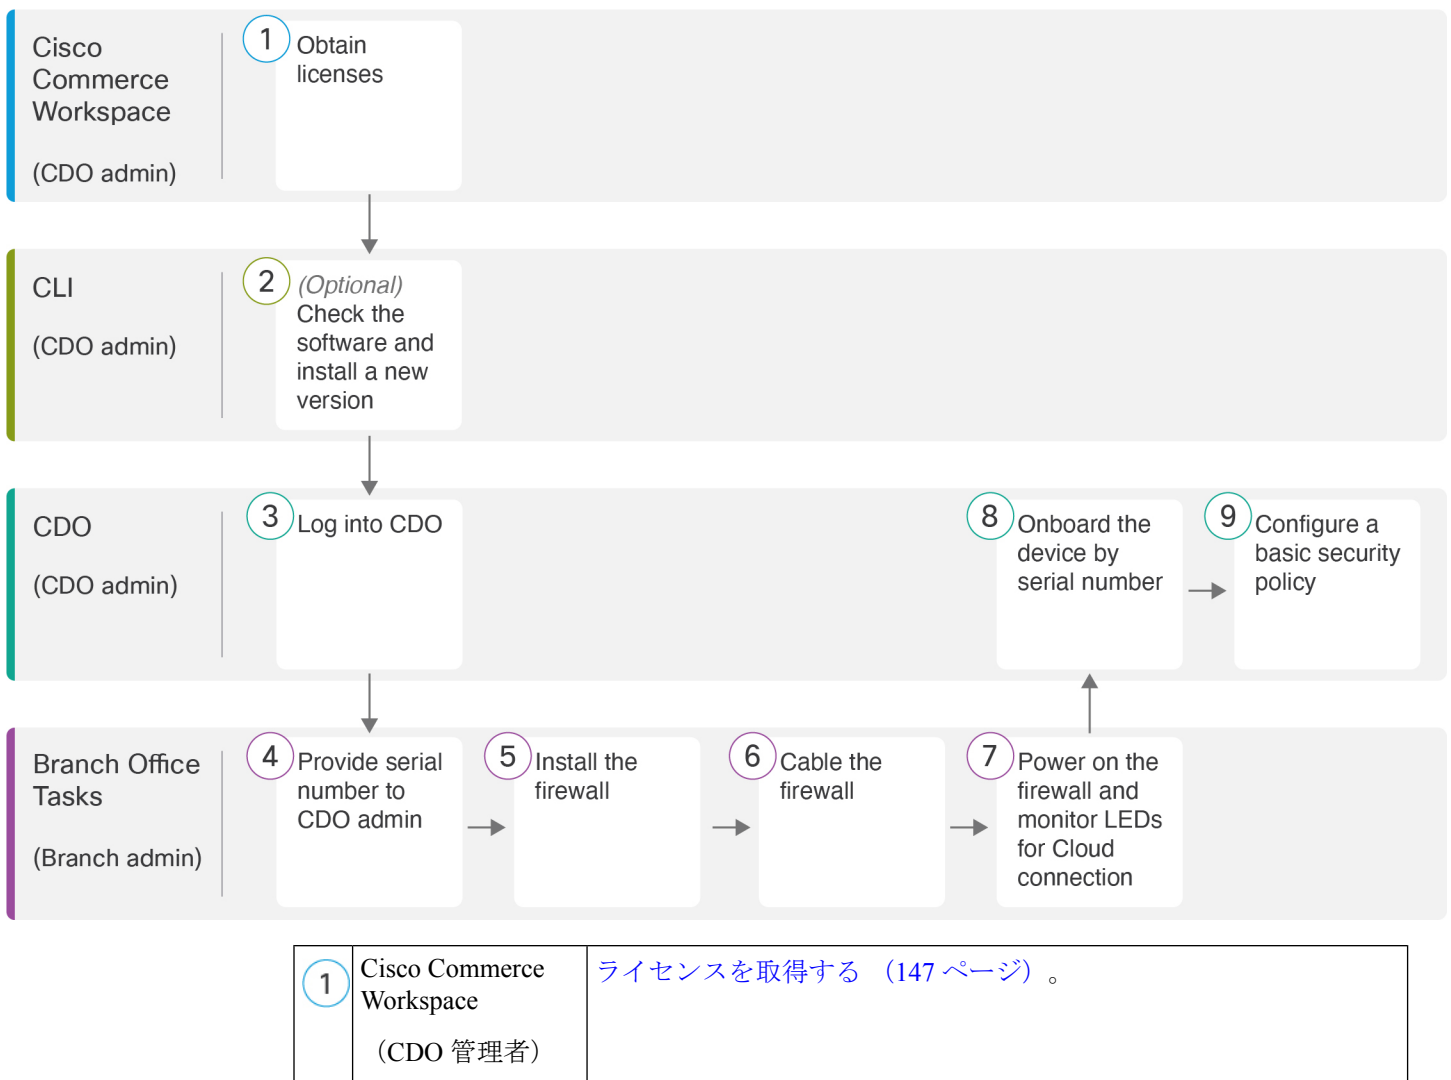 Cisco
Commerce
Workspace
(CDO admin)
1
Obtain
licenses
CLI
(CDO admin)
2
(Optional)
Check the
software and
install a new
version
CDO
(CDO admin)
3
Log into CDO
8
Onboard the
device by
serial number
9
Configure a
basic security
policy
Branch Office
Tasks
(Branch admin)
4
Provide serial
number to
CDO admin
5
Install the
firewall
6
Cable the
firewall
7
Power on the
firewall and
monitor LEDs
for Cloud
connection
1
Cisco Commerce
Workspace
（CDO 管理者）
ライセンスを取得する （147 ページ）。